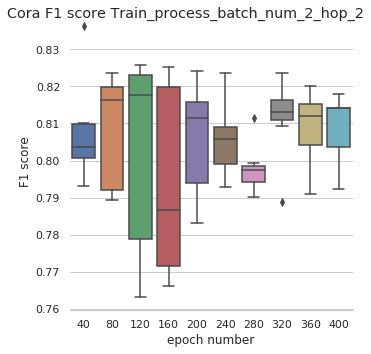 Cora F1 score Train_process_batch_num_2_hop_2
0.83
0.82
0.81
0.80
0.79
0.78
0.77
0.76
F1 score
40 80 120 160 200 240 280 320 360 400
epoch number